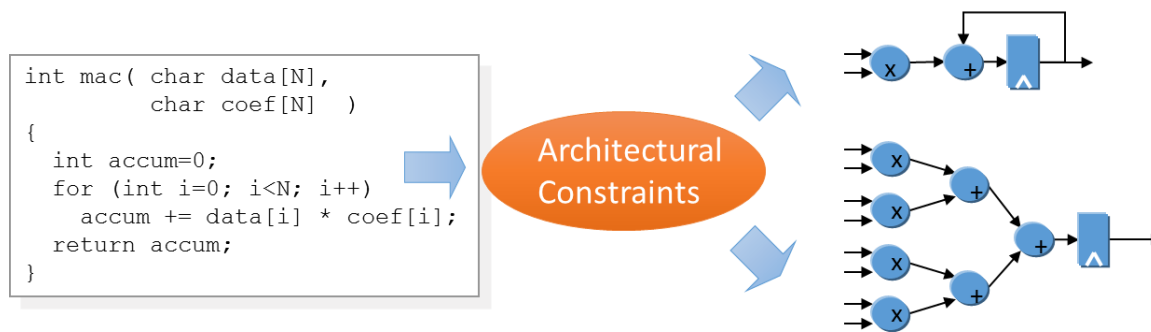 int mac( char data[N],
char coef[N] )
{
int accum=0;
for (int i=0; i<N; i++)
accum += data[i] * coef[i];
return accum;
}
Architectural
Constraints
x
+
x
x
+
+
x
+
x